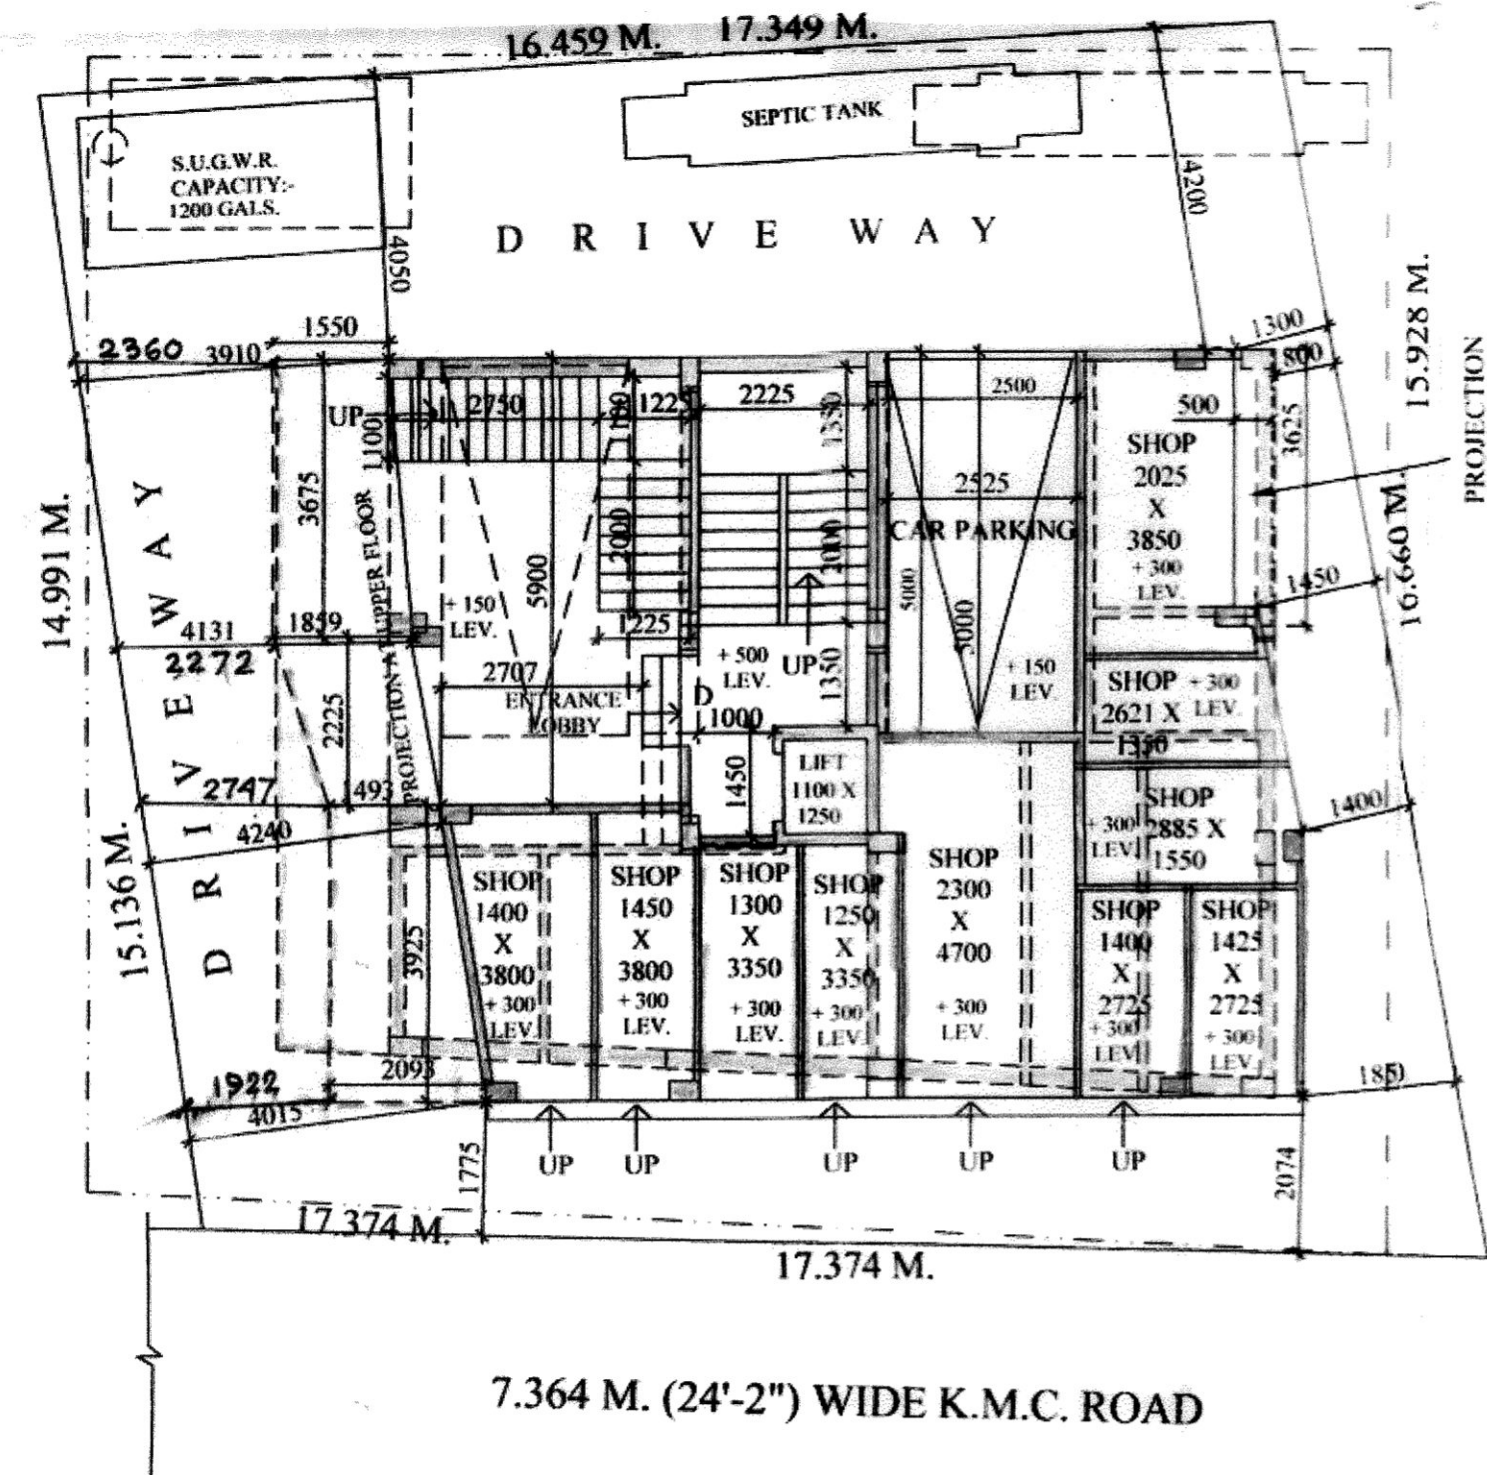 16.459 M. 17.349 M.
SEPTIC TANK
S.U.G.W.R.
CAPACITY:-
1200 GALS.
4200
D R I V E W A Y
4050
15.928 M.
1550
1300
2360 3910
800
PROJECTION
UP 2750 1100 1225 2225 1350 2500
500
3625
1100
SHOP
2025
X
3850
+ 300
LEV.
3675
2525
CAR PARKING
14.991 M.
D R I V E W A Y
PROJECTION AT UPPER FLOOR
5900
2000
2000
5000
5000
16.660 M.
1450
+ 150
LEV.
4131 1859
1225
2272
2707
+ 500
LEV.
UP
1350
+ 150
LEV.
SHOP + 300
2621 X LEV.
1350
ENTRANCE
LOBBY
D
1000
2225
1450
LIFT
1100 X
1250
2747 1493
4240
SHOP
2885 X
1550
+ 300
LEV.
1400
15.136 M.
SHOP
1400
X
3800
+ 300
LEV.
SHOP
1450
X
3800
+ 300
LEV.
SHOP
1300
X
3350
+ 300
LEV.
SHOP
1250
X
3350
+ 300
LEV.
SHOP
2300
X
4700
+ 300
LEV.
SHOP
1400
X
2725
+ 300
LEV.
SHOP
1425
X
2725
+ 300
LEV.
3925
2093
1922
4015
1850
1775
UP UP UP UP UP
2074
17.374 M.
17.374 M.
7.364 M. (24'-2") WIDE K.M.C. ROAD